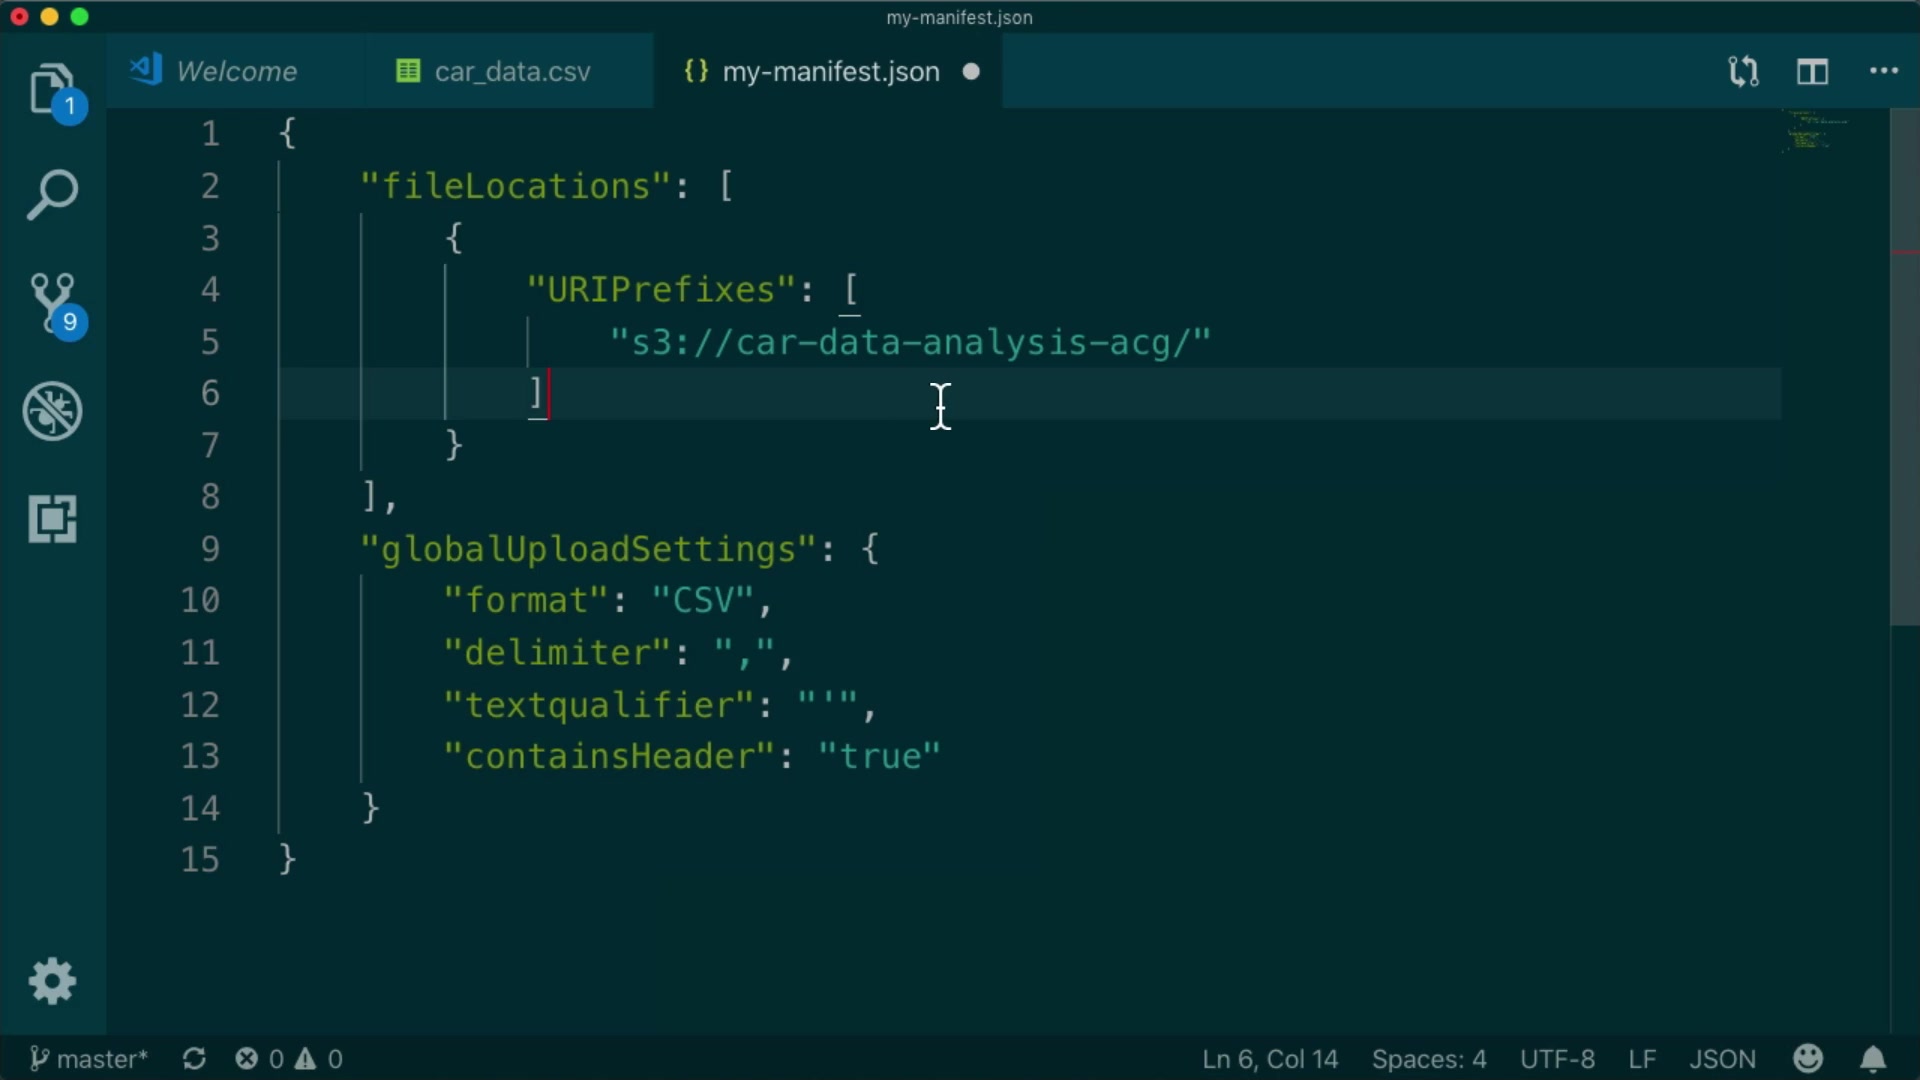 my-manifest.json
Welcome
car_data.csv
{} my-manifest.json
1
9
1 {
2 "fileLocations": [
3 {
4 "URIPrefixes": [
5 "s3://car-data-analysis-acg/"
6 ]
7 }
8 ],
9 "globalUploadSettings": {
10 "format": "CSV",
11 "delimiter": ",",
12 "textqualifier": "'",
13 "containsHeader": "true"
14 }
15 }
master* 0 0 Ln 6, Col 14 Spaces: 4 UTF-8 LF JSON